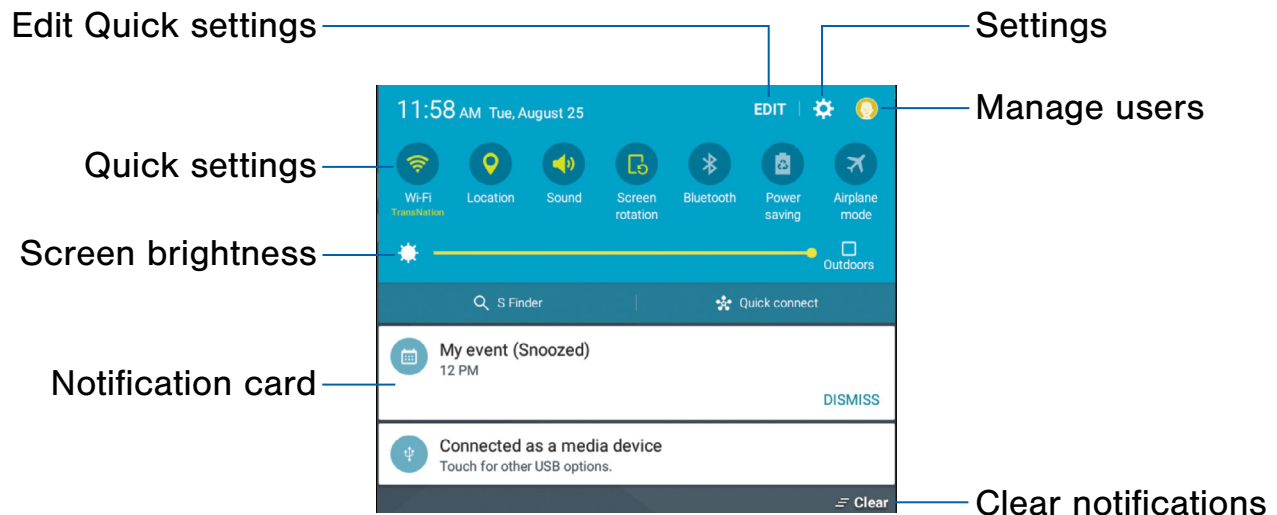 Edit Quick settings
Settings
11:58 AM Tue, August 25
EDIT
Manage users
Quick settings
Wi-Fi
TransNation
Location
Sound
Screen
rotation
Bluetooth
Power
saving
Airplane
mode
Screen brightness
Outdoors
S Finder
Quick connect
My event (Snoozed)
12 PM
Notification card
DISMISS
Connected as a media device
Touch for other USB options.
Clear
Clear notifications